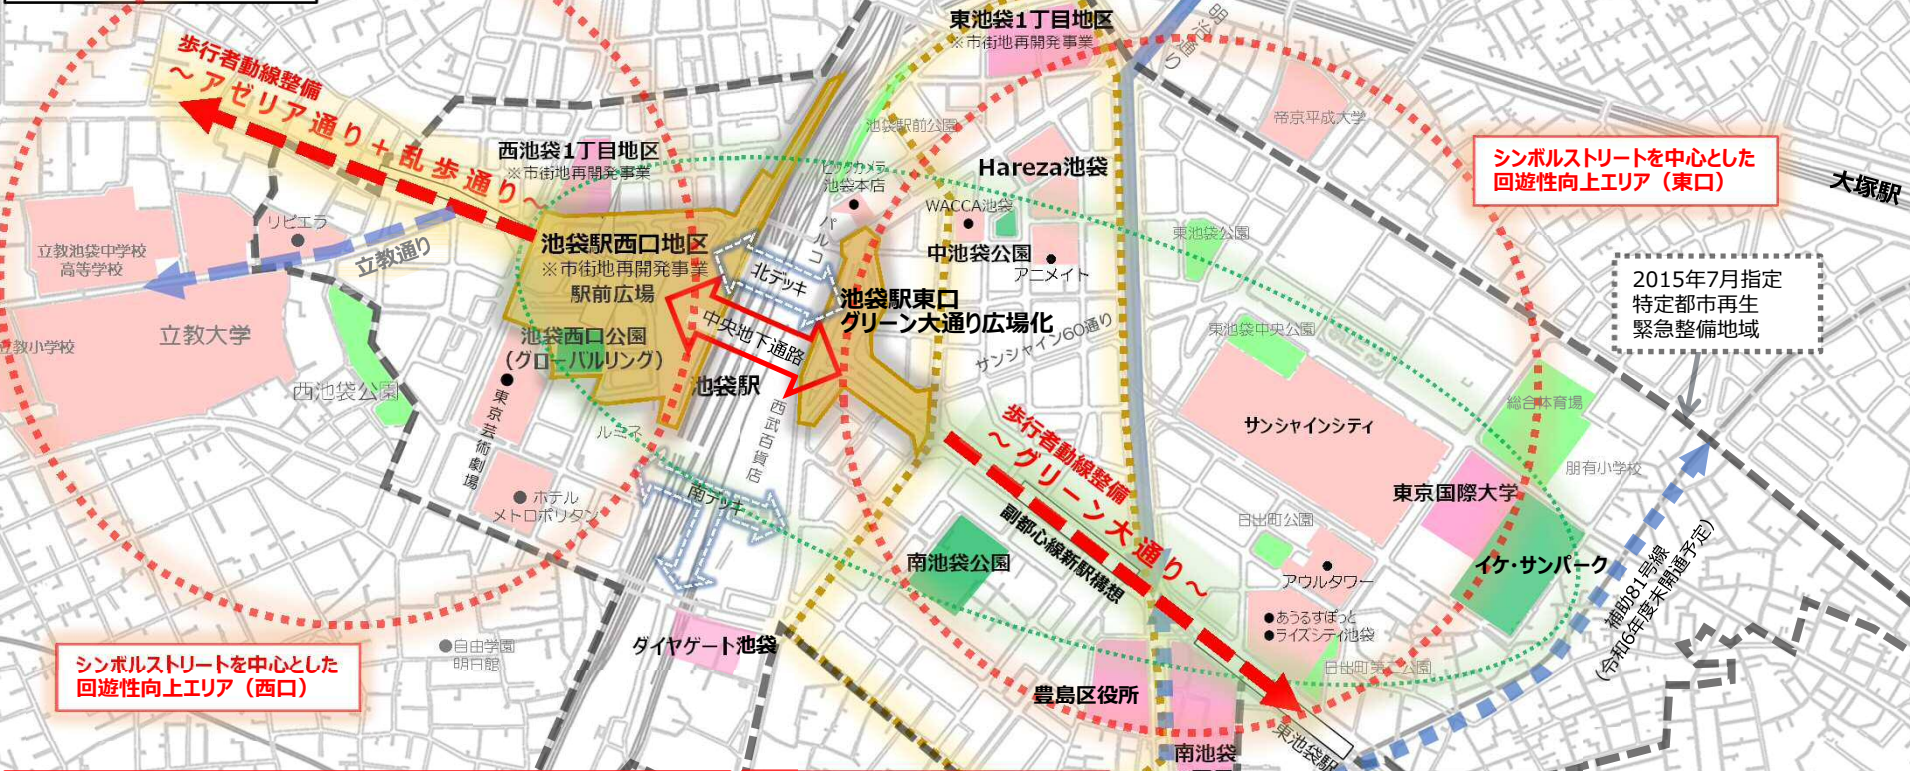 歩行者動線整備
～アゼリア通り＋乱歩通り～
西池袋1丁目地区
※市街地再開発事業
東池袋1丁目地区
※市街地再開発事業
明治通り
池袋駅前公園
ビックカメラ
池袋本店
パルコ
Hareza池袋
WACCA池袋
中池袋公園
アニメイト
帝京平成大学
シンボルストリートを中心とした
回遊性向上エリア（東口）
大塚駅
東池袋公園
2015年7月指定
特定都市再生
緊急整備地域
リビエラ
立教池袋中学校
高等学校
立教通り
池袋駅西口地区
※市街地再開発事業
駅前広場
池袋西口公園
（グローバルリング）
北デッキ
中央地下通路
池袋駅東口
グリーン大通り広場化
サンシャイン60通り
東池袋中央公園
立教小学校
立教大学
西池袋公園
東京芸術劇場
池袋駅
ルミネ
西武百貨店
南デッキ
ホテル
メトロポリタン
歩行者動線整備
～グリーン大通り～
副都心線新駅構想
サンシャインシティ
総合体育場
朋有小学校
東京国際大学
日出町公園
イケ・サンパーク
アウルタワー
●あうるすぽっと
●ライズシティ池袋
日出町第二公園
補助81号線
(令和6年度末開通予定)
南池袋公園
ダイヤゲート池袋
自由学園
明日館
シンボルストリートを中心とした
回遊性向上エリア（西口）
豊島区役所
南池袋
東池袋駅